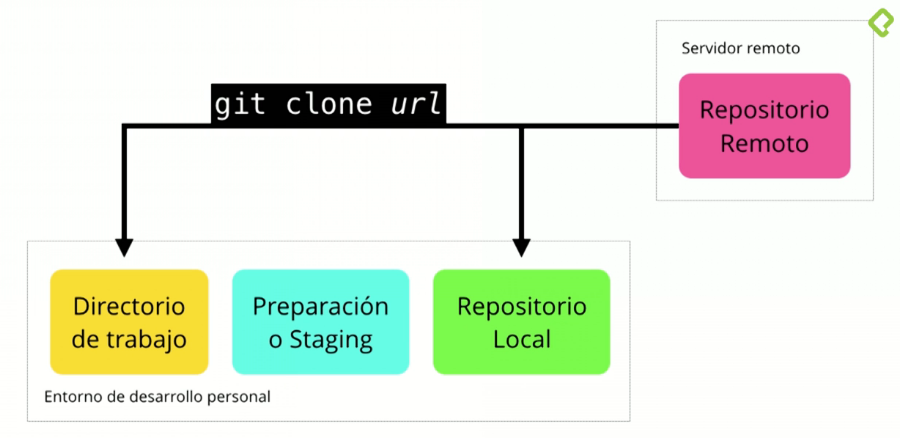 Servidor remoto
git clone url
Repositorio
Remoto
Directorio
de trabajo
Preparación
o Staging
Repositorio
Local
Entorno de desarrollo personal